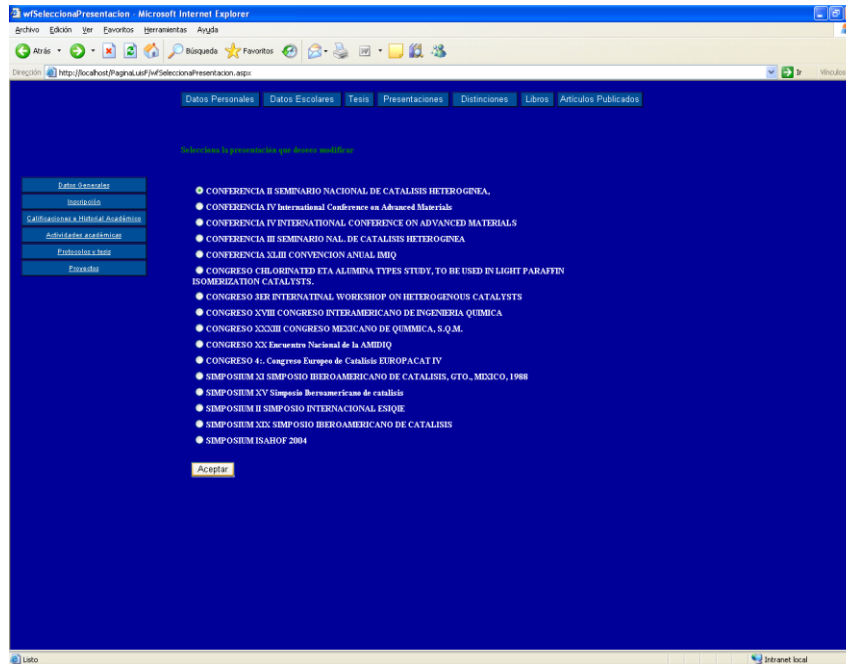 wfSeleccionaPresentacion - Microsoft Internet Explorer
Archivo Edición Ver Favoritos Herramientas Ayuda
Atrás Búsqueda Favoritos
Dirección http://localhost/PaginaLuisF/wfSeleccionaPresentacion.aspx Ir Vínculos
Datos Personales Datos Escolares Tesis Presentaciones Distinciones Libros Artículos Publicados
Selecciona la presentación que desees modificar
Datos Generales
Inscripción
Calificaciones e Historial Académico
Actividades académicas
Protocolos y tesis
Proyectos
CONFERENCIA II SEMINARIO NACIONAL DE CATALISIS HETEROGINEA,
CONFERENCIA IV International Conference on Advanced Materials
CONFERENCIA IV INTERNATIONAL CONFERENCE ON ADVANCED MATERIALS
CONFERENCIA III SEMINARIO NAL. DE CATALISIS HETEROGINEA
CONFERENCIA XLIII CONVENCION ANUAL IMIQ
CONGRESO CHLORINATED ETA ALUMINA TYPES STUDY, TO BE USED IN LIGHT PARAFFIN
ISOMERIZATION CATALYSTS.
CONGRESO 3ER INTERNATINAL WORKSHOP ON HETEROGENOUS CATALYSTS
CONGRESO XVIII CONGRESO INTERAMERICANO DE INGENIERIA QUIMICA
CONGRESO XXXIII CONGRESO MEXICANO DE QUMMICA, S.Q.M.
CONGRESO XX Encuentro Nacional de la AMIDIQ
CONGRESO 4:. Congreso Europeo de Catalisis EUROPACAT IV
SIMPOSIUM XI SIMPOSIO IBEROAMERICANO DE CATALISIS, GTO., MIXICO, 1988
SIMPOSIUM XV Simposio Iberoamericano de catalisis
SIMPOSIUM II SIMPOSIO INTERNACIONAL ESIQIE
SIMPOSIUM XIX SIMPOSIO IBEROAMERICANO DE CATALISIS
SIMPOSIUM ISAHOF 2004
Aceptar
Listo Intranet local